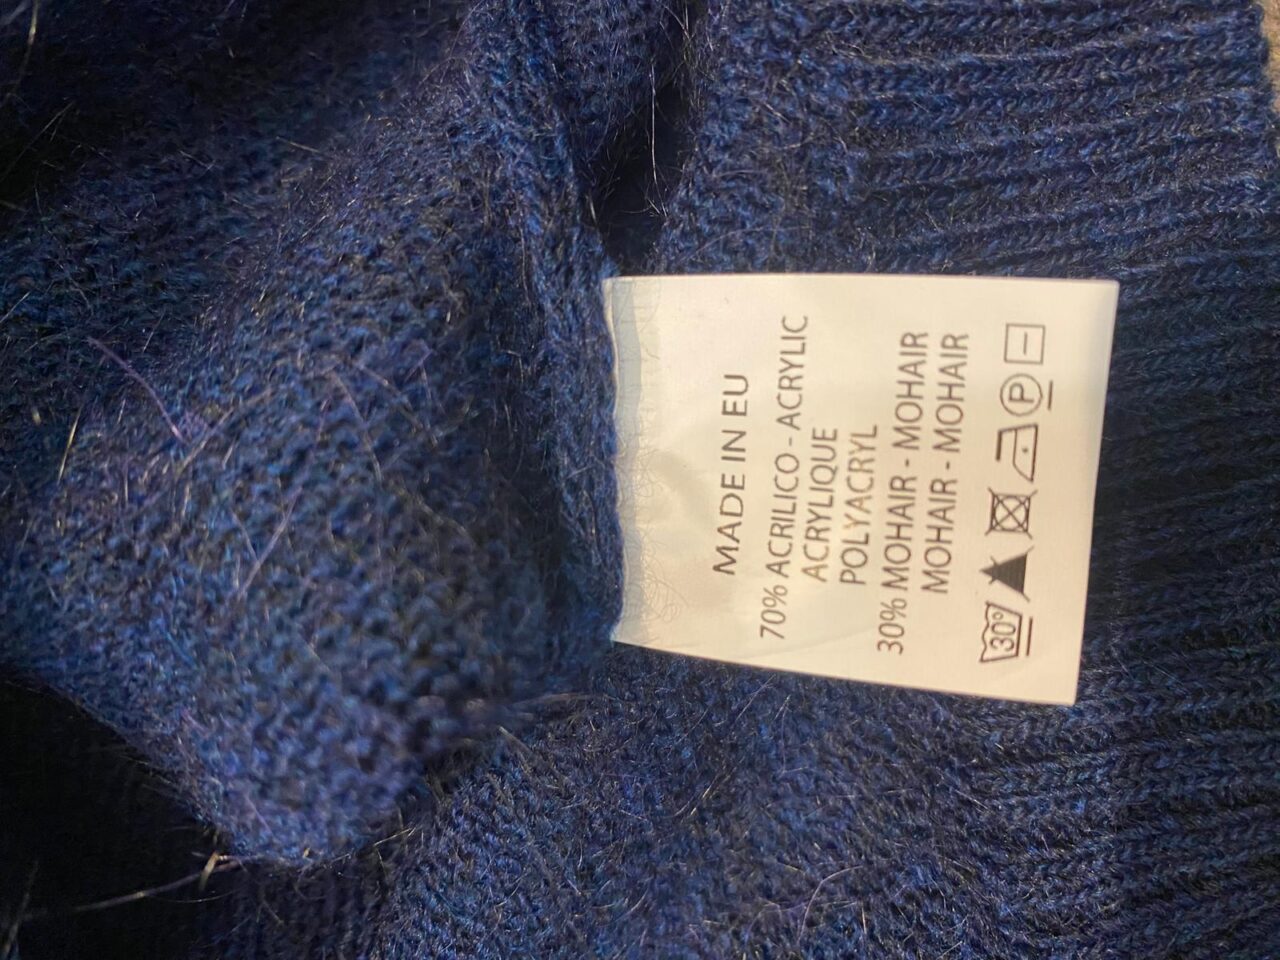 MADE IN EU
70% ACRILICO - ACRYLIC
ACRYLIQUE
POLYACRYL
30% MOHAIR - MOHAIR
MOHAIR - MOHAIR
30° P